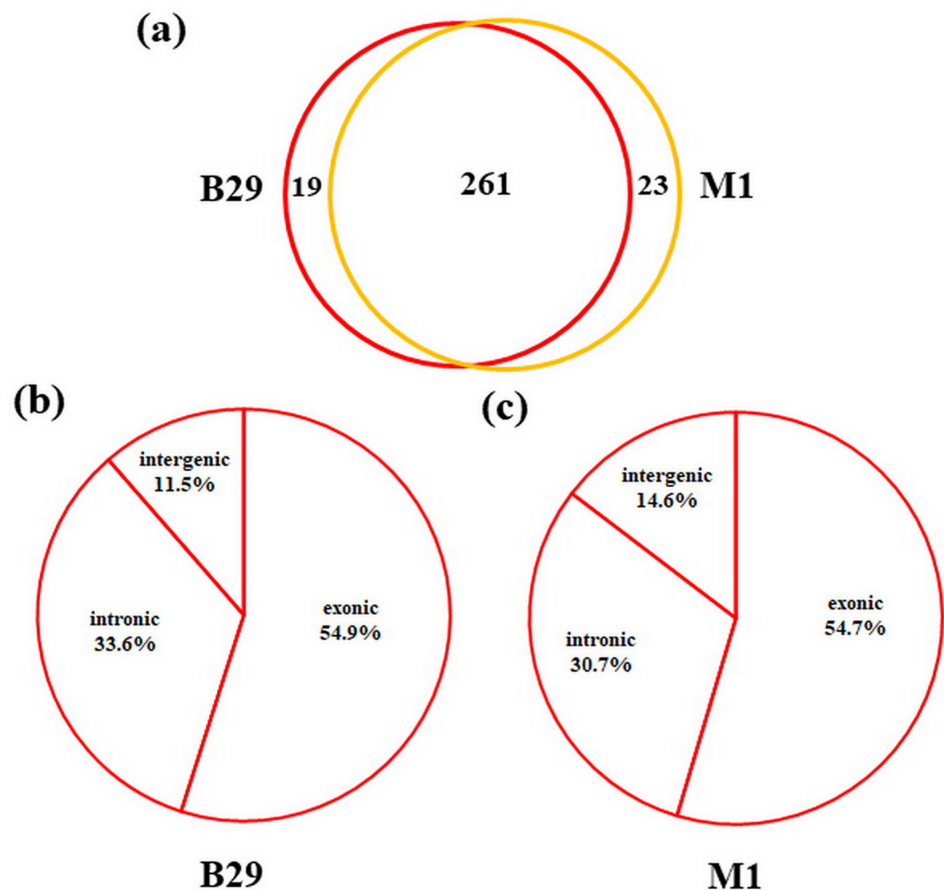 (a)
B29
19
261
23
M1
(b)
intergenic
11.5%
intronic
33.6%
exonic
54.9%
B29
(c)
intergenic
14.6%
intronic
30.7%
exonic
54.7%
M1